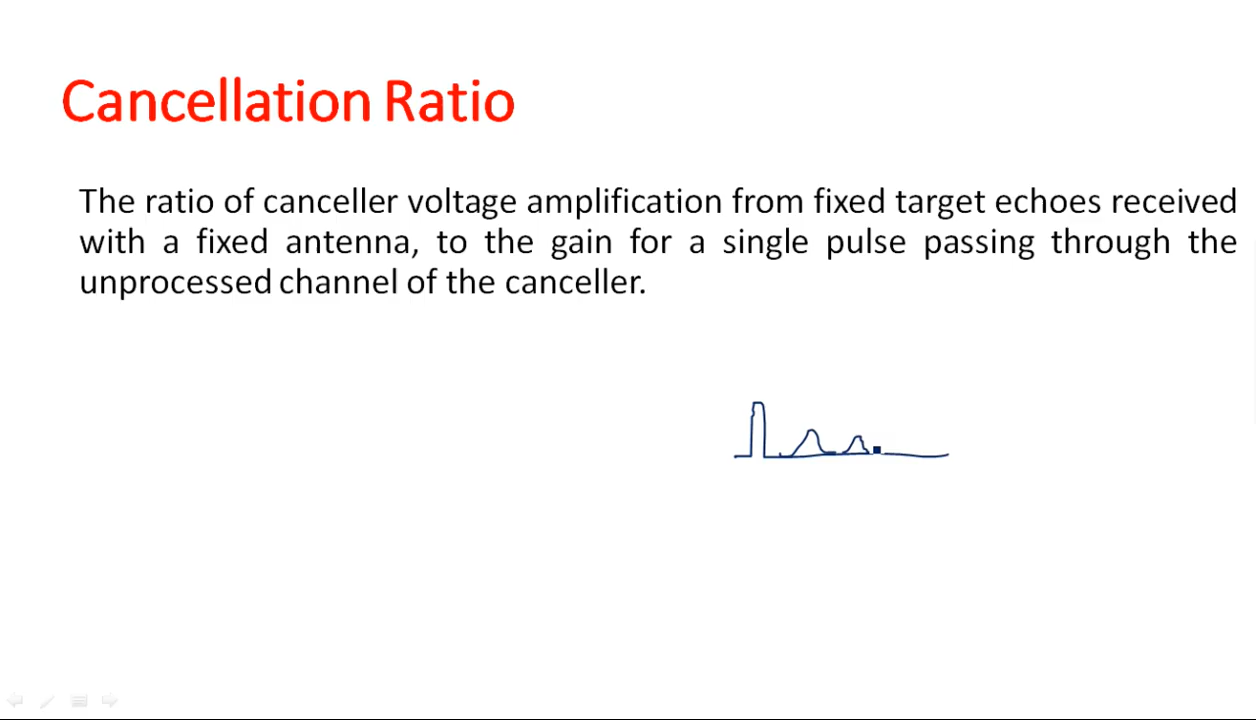 Cancellation Ratio
The ratio of canceller voltage amplification from fixed target echoes received
with a fixed antenna, to the gain for a single pulse passing through the
unprocessed channel of the canceller.